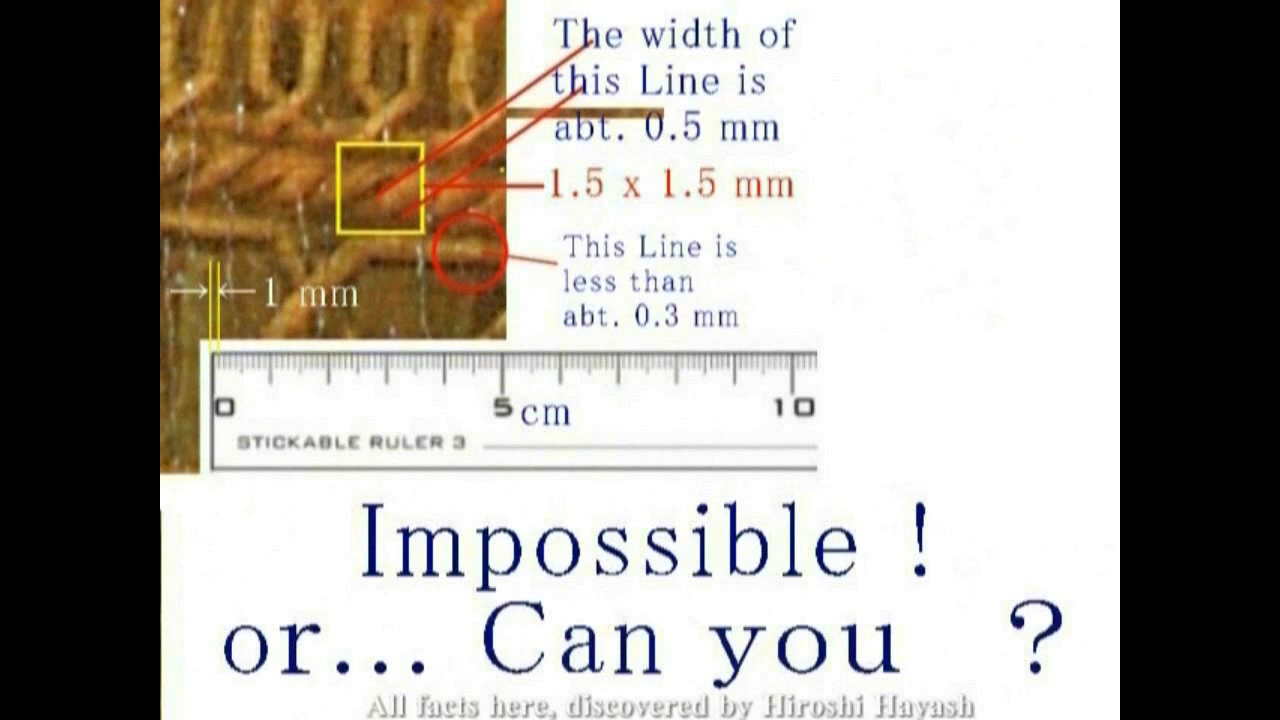 The width of
this Line is
abt. 0.5 mm
1.5 x 1.5 mm
This Line is
less than
abt. 0.3 mm
1 mm
0 5 cm 10
STICKABLE RULER 3
Impossible !
or... Can you ?
All facts here, discovered by Hiroshi Hayash